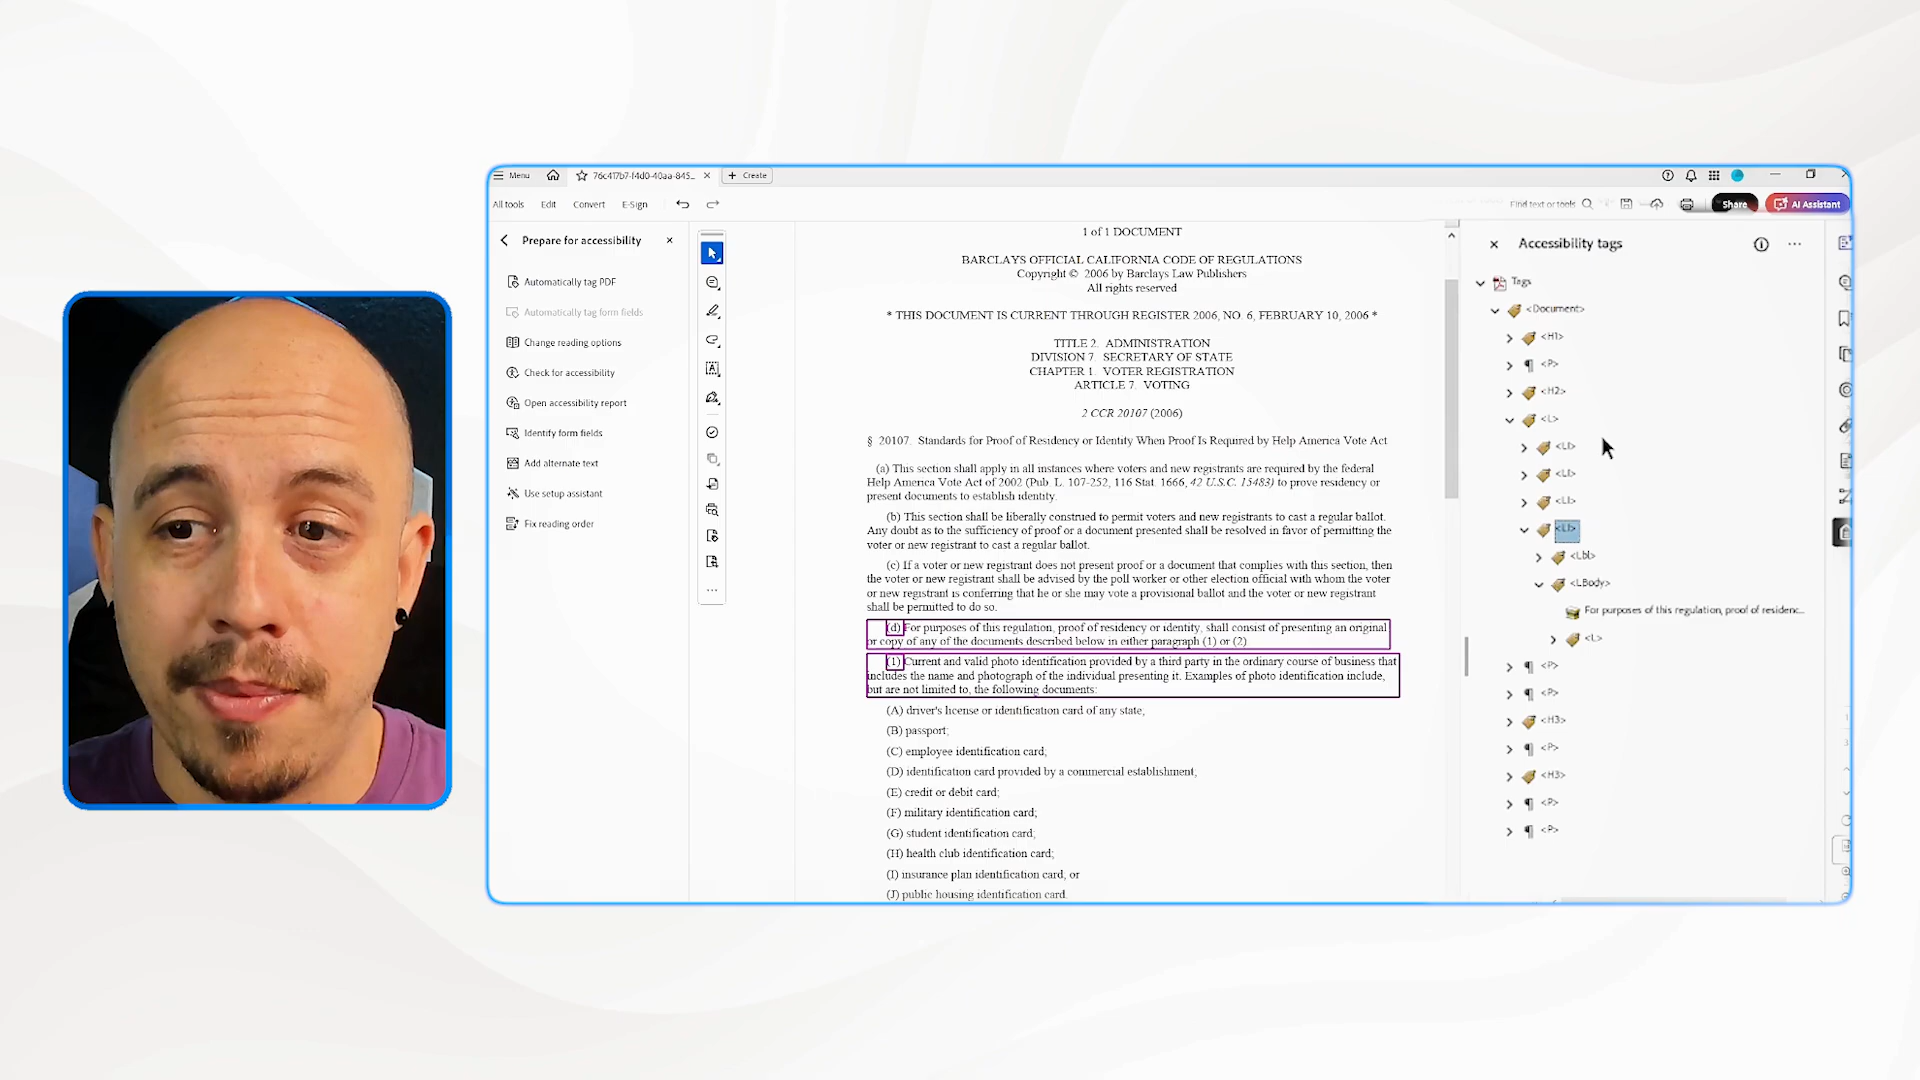 Menu
76c417b7-f4d0-40aa-845...
Create
All tools
Edit
Convert
E-Sign
Find text or tools
Share
AI Assistant
Prepare for accessibility
Automatically tag PDF
Automatically tag form fields
Change reading options
Check for accessibility
Open accessibility report
Identify form fields
Add alternate text
Use setup assistant
Fix reading order
1 of 1 DOCUMENT
BARCLAYS OFFICIAL CALIFORNIA CODE OF REGULATIONS
Copyright © 2006 by Barclays Law Publishers
All rights reserved
* THIS DOCUMENT IS CURRENT THROUGH REGISTER 2006, NO. 6, FEBRUARY 10, 2006 *
TITLE 2. ADMINISTRATION
DIVISION 7. SECRETARY OF STATE
CHAPTER 1. VOTER REGISTRATION
ARTICLE 7. VOTING
2 CCR 20107 (2006)
§ 20107. Standards for Proof of Residency or Identity When Proof Is Required by Help America Vote Act
(a) This section shall apply in all instances where voters and new registrants are required by the federal
Help America Vote Act of 2002 (Pub. L. 107-252, 116 Stat. 1666, 42 U.S.C. 15483) to prove residency or
present documents to establish identity.
(b) This section shall be liberally construed to permit voters and new registrants to cast a regular ballot.
Any doubt as to the sufficiency of proof or a document presented shall be resolved in favor of permitting the
voter or new registrant to cast a regular ballot.
(c) If a voter or new registrant does not present proof or a document that complies with this section, then
the voter or new registrant shall be advised by the poll worker or other election official with whom the voter
or new registrant is conferring that he or she may vote a provisional ballot and the voter or new registrant
shall be permitted to do so.
(d) For purposes of this regulation, proof of residency or identity, shall consist of presenting an original
or copy of any of the documents described below in either paragraph (1) or (2)
(1) Current and valid photo identification provided by a third party in the ordinary course of business that
includes the name and photograph of the individual presenting it. Examples of photo identification include,
but are not limited to, the following documents:
(A) driver's license or identification card of any state,
(B) passport;
(C) employee identification card;
(D) identification card provided by a commercial establishment,
(E) credit or debit card;
(F) military identification card;
(G) student identification card;
(H) health club identification card;
(I) insurance plan identification card, or
(J) public housing identification card.
Accessibility tags
Tags
<Document>
<H1>
<P>
<H2>
<L>
<LI>
<LI>
<LI>
<LI>
<Lbl>
<LBody>
For purposes of this regulation, proof of residenc...
<L>
<P>
<P>
<H3>
<P>
<H3>
<P>
<P>